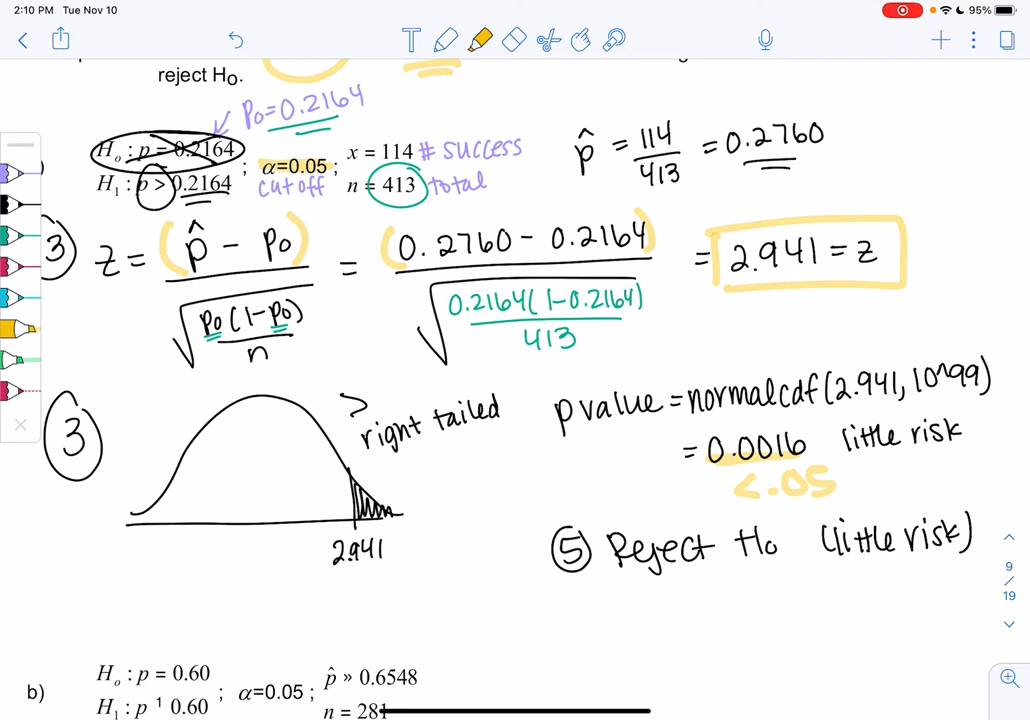 2:10 PM Tue Nov 10
95%
T
reject H₀.
p₀=0.2164
H₀ : p = 0.2164
H₁ : p > 0.2164
; α=0.05 ;
cutoff
x = 114 # success
n = 413 total
p̂ = 114/413 = 0.2760
③ z = (p̂ - p₀) / √(p₀(1-p₀)/n) = (0.2760 - 0.2164) / √(0.2164(1-0.2164)/413) = 2.941 = z
③
> right tailed
2.941
p value = normalcdf(2.941, 10^99)
= 0.0016 little risk
<.05
⑤ Reject H₀ (little risk)
9
/
19
b)
H₀ : p = 0.60
H₁ : p ¹ 0.60
; α=0.05 ;
p̂ » 0.6548
n = 281